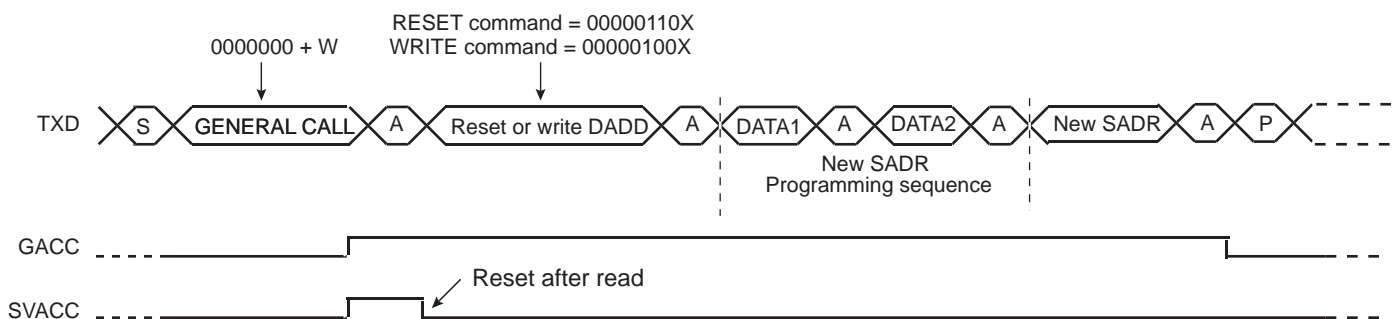 RESET command = 00000110X
0000000 + W
WRITE command = 00000100X
TXD S GENERAL CALL A Reset or write DADD A DATA1 A DATA2 A New SADR A P
New SADR
Programming sequence
GACC
Reset after read
SVACC